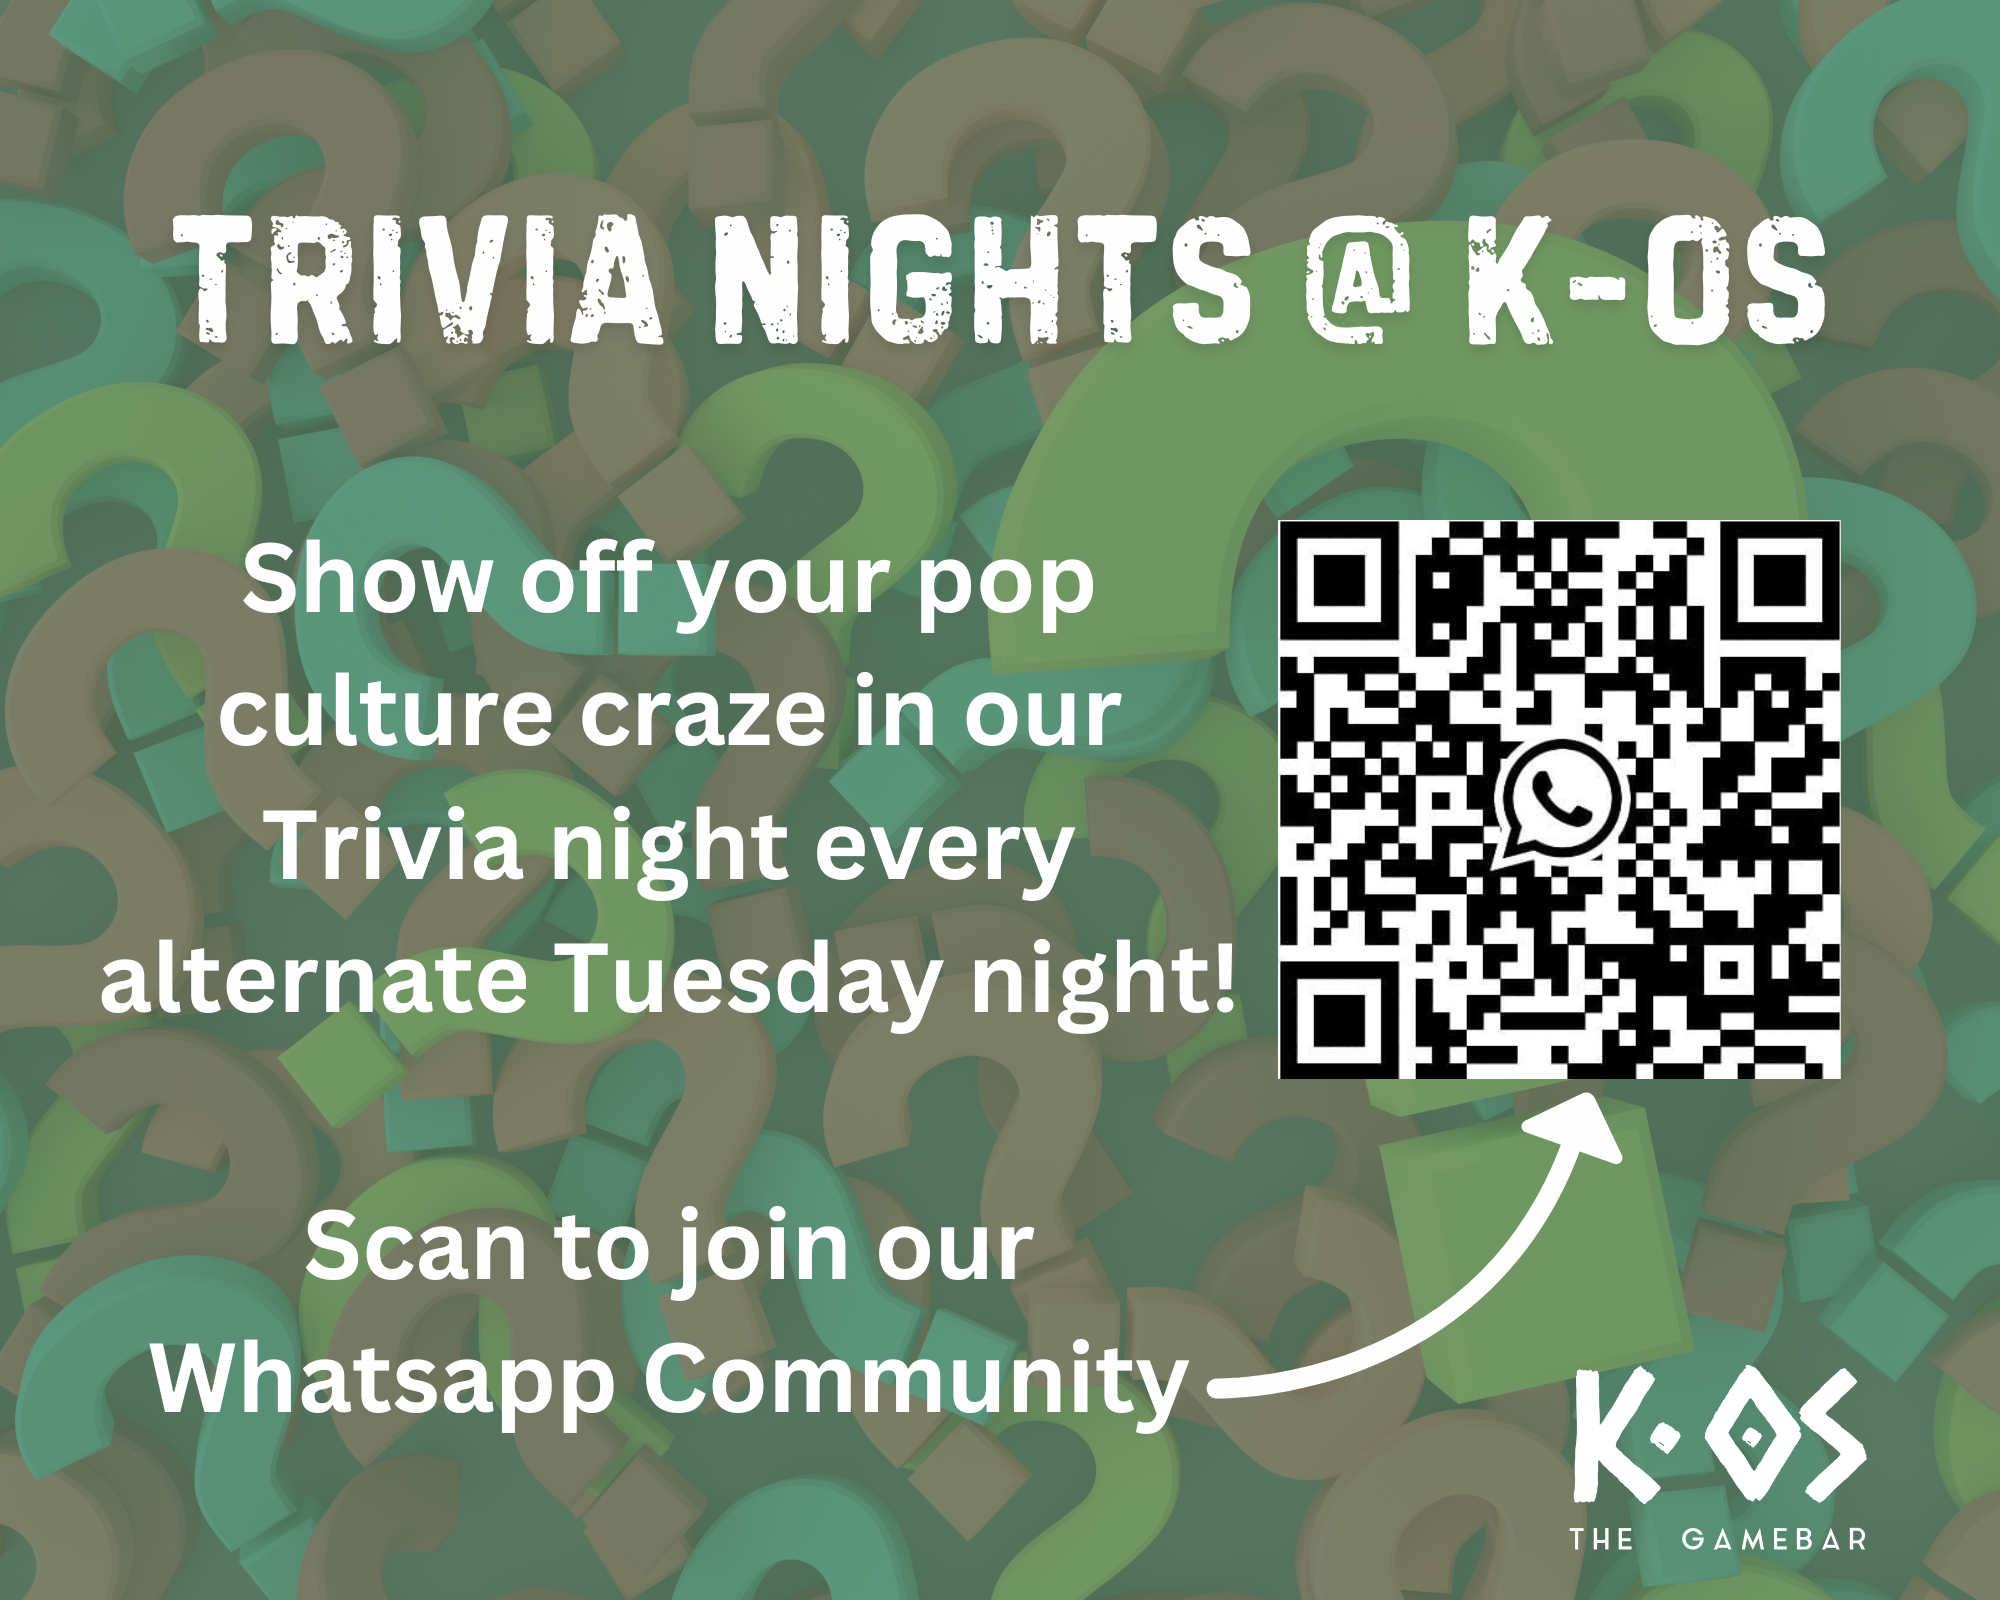 TRIVIA NIGHTS @ K-OS
Show off your pop
culture craze in our
Trivia night every
alternate Tuesday night!
Scan to join our
Whatsapp Community
K·OS
THE GAMEBAR